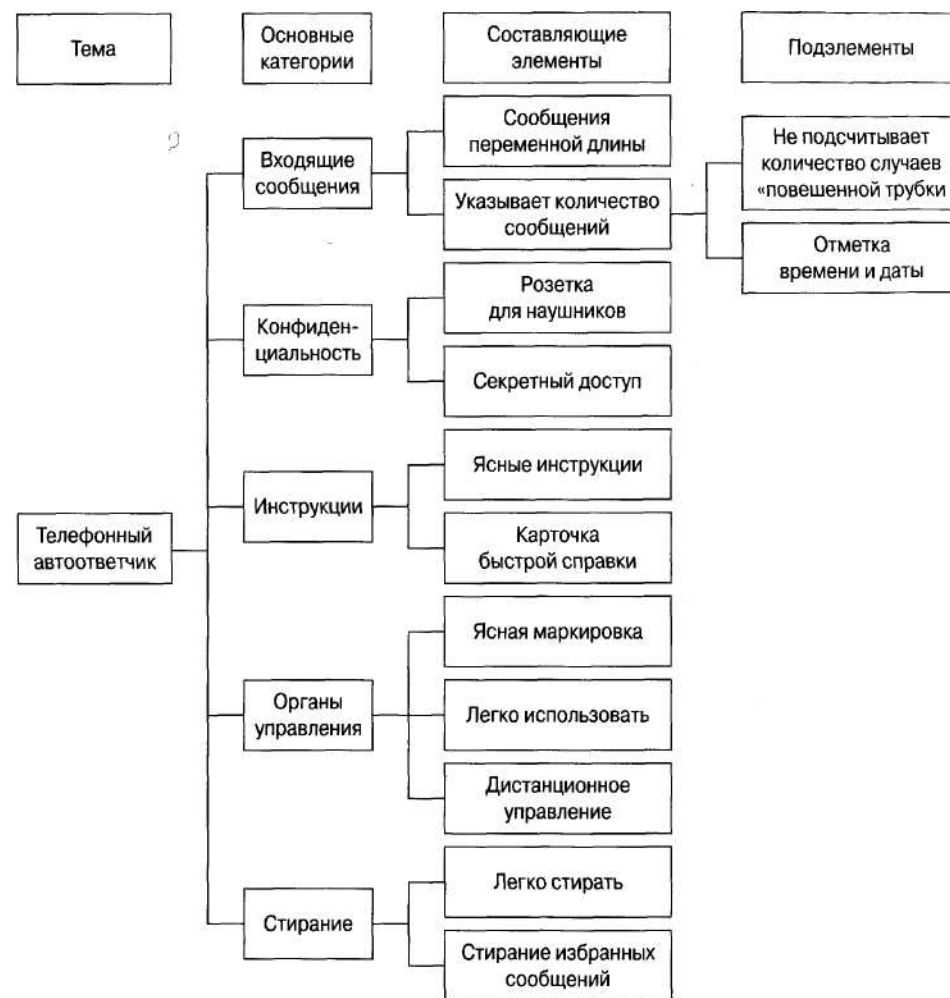 Тема
Основные
категории
Составляющие
элементы
Подэлементы
Входящие
сообщения
Сообщения
переменной длины
Указывает количество
сообщений
Не подсчитывает
количество случаев
«повешенной трубки
Отметка
времени и даты
Конфиден-
циальность
Розетка
для наушников
Секретный доступ
Телефонный
автоответчик
Инструкции
Ясные инструкции
Карточка
быстрой справки
Органы
управления
Ясная маркировка
Легко использовать
Дистанционное
управление
Стирание
Легко стирать
Стирание избранных
сообщений